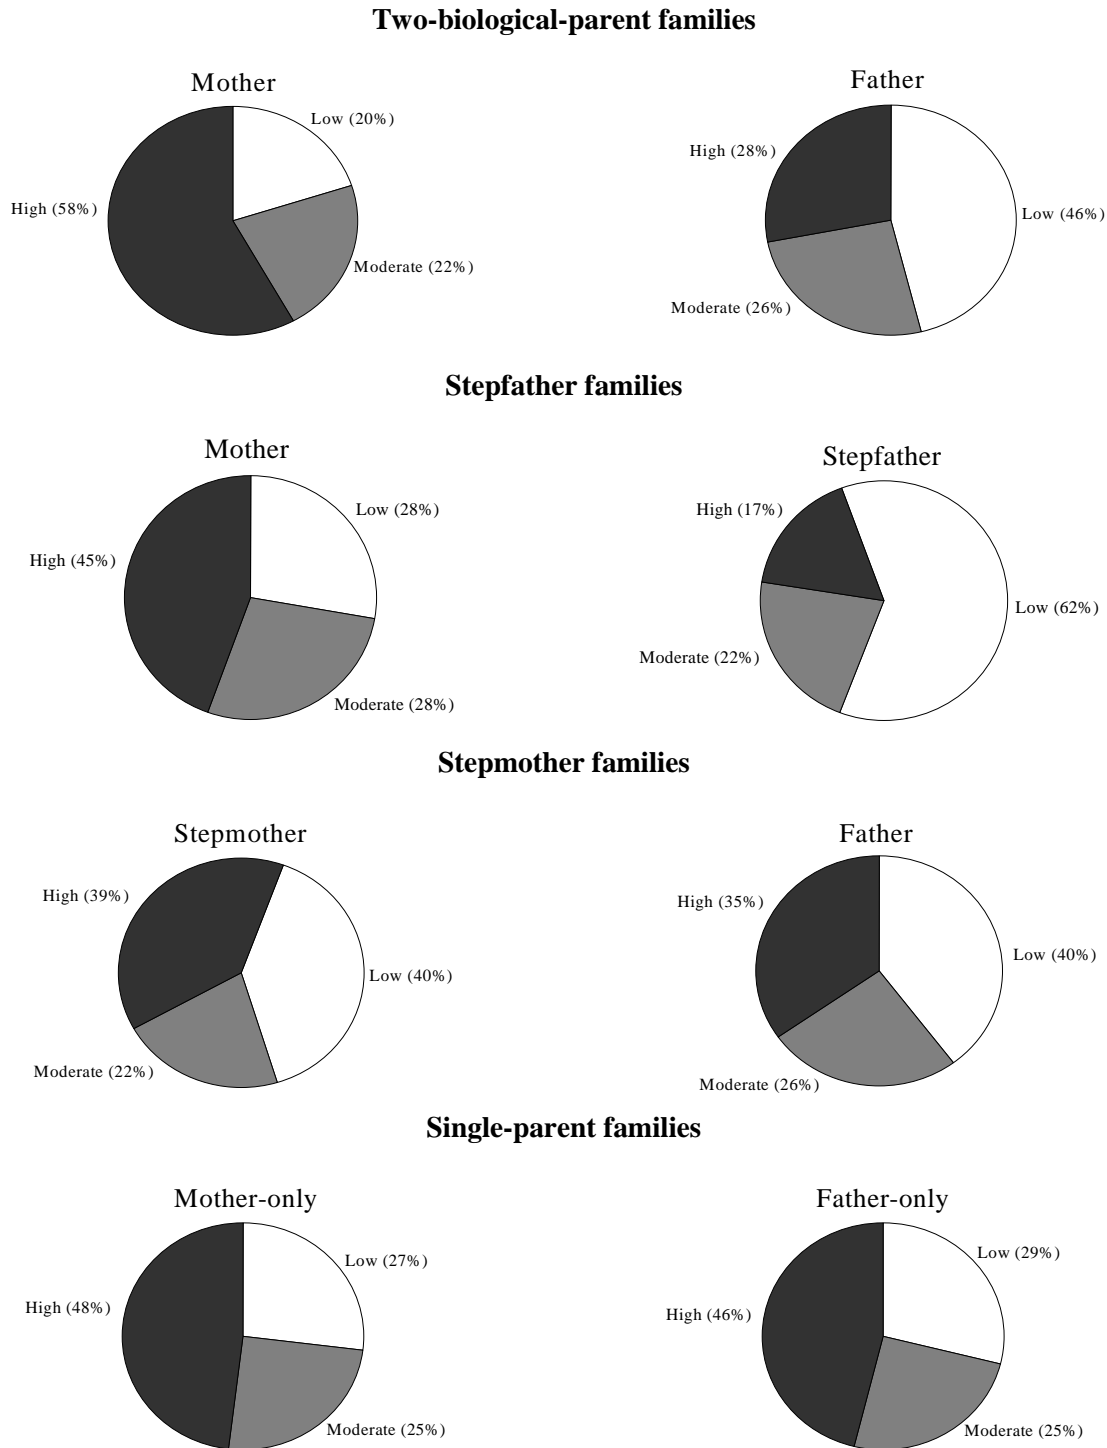 Two-biological-parent families
Mother
Low (20%)
High (58%)
Moderate (22%)
Father
High (28%)
Low (46%)
Moderate (26%)
Stepfather families
Mother
Low (28%)
High (45%)
Moderate (28%)
Stepfather
High (17%)
Low (62%)
Moderate (22%)
Stepmother families
Stepmother
High (39%)
Low (40%)
Moderate (22%)
Father
High (35%)
Low (40%)
Moderate (26%)
Single-parent families
Mother-only
Low (27%)
High (48%)
Moderate (25%)
Father-only
Low (29%)
High (46%)
Moderate (25%)